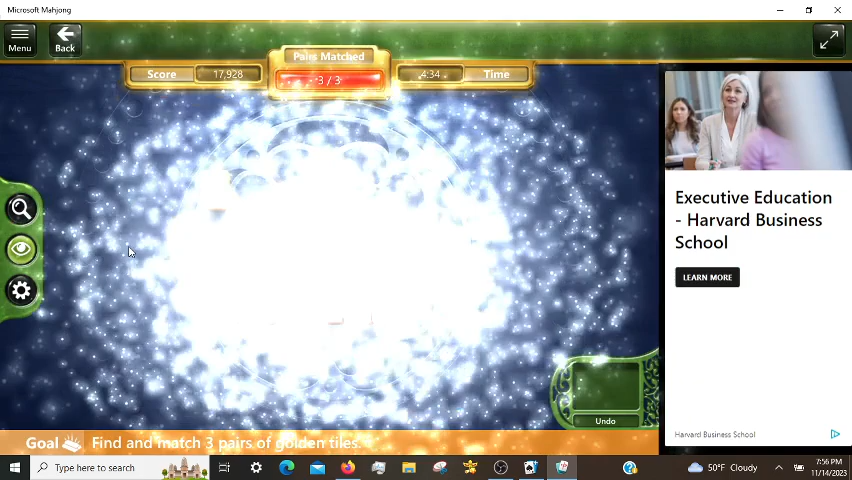 Microsoft Mahjong
Menu
Back
Pairs Matched
Score
17,928
3 / 3
4:34
Time
Executive Education
- Harvard Business
School
LEARN MORE
Undo
Goal
Find and match 3 pairs of golden tiles.
Harvard Business School
Type here to search
50°F Cloudy
7:56 PM
11/14/2023